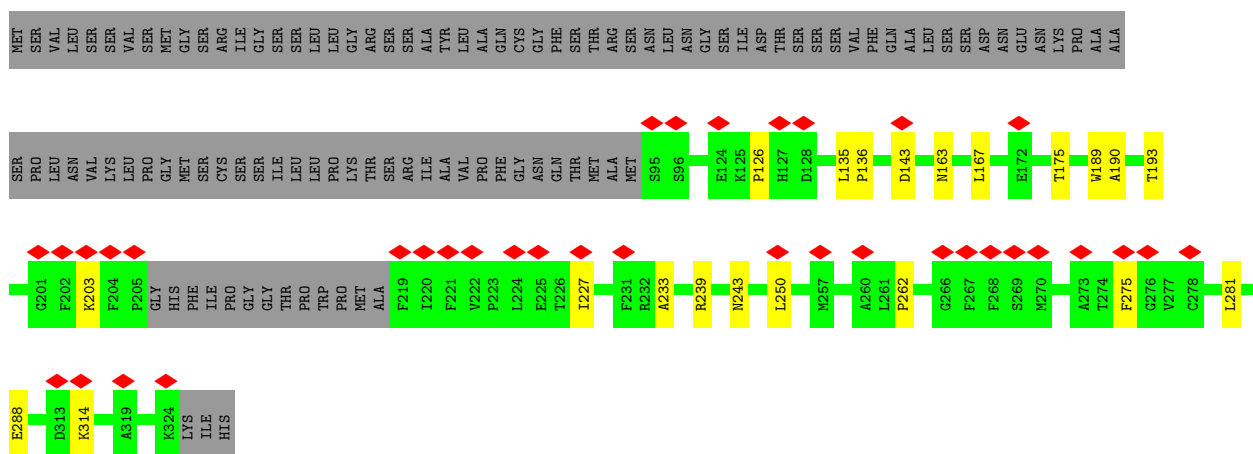 MET SER VAL LEU SER SER VAL SER MET GLY SER ARG ILE GLY SER SER LEU LEU GLY ARG SER SER ALA TYR LEU ALA GLN CYS GLY PHE SER THR ARG SER ASN LEU ASN GLY SER ILE ASP THR SER SER SER VAL PHE GLN ALA LEU SER SER ASP ASN GLU ASN LYS PRO ALA ALA
SER PRO LEU ASN VAL LYS LEU PRO GLY MET SER CYS SER SER ILE LEU LEU PRO LYS THR SER ARG ILE ALA VAL PRO PHE GLY ASN GLN THR MET ALA MET S95 S96 E124 K125 P126 H127 D128 L135 P136 D143 N163 L167 E172 T175 W189 A190 T193
G201 F202 K203 F204 P205 GLY HIS PHE ILE PRO GLY GLY THR PRO TRP PRO MET ALA F219 I220 F221 V222 P223 L224 E225 T226 I227 F231 R232 A233 R239 N243 L250 M257 A260 L261 P262 G266 F267 F268 S269 M270 A273 T274 F275 G276 V277 C278 L281
E288 D313 K314 A319 K324 LYS ILE HIS